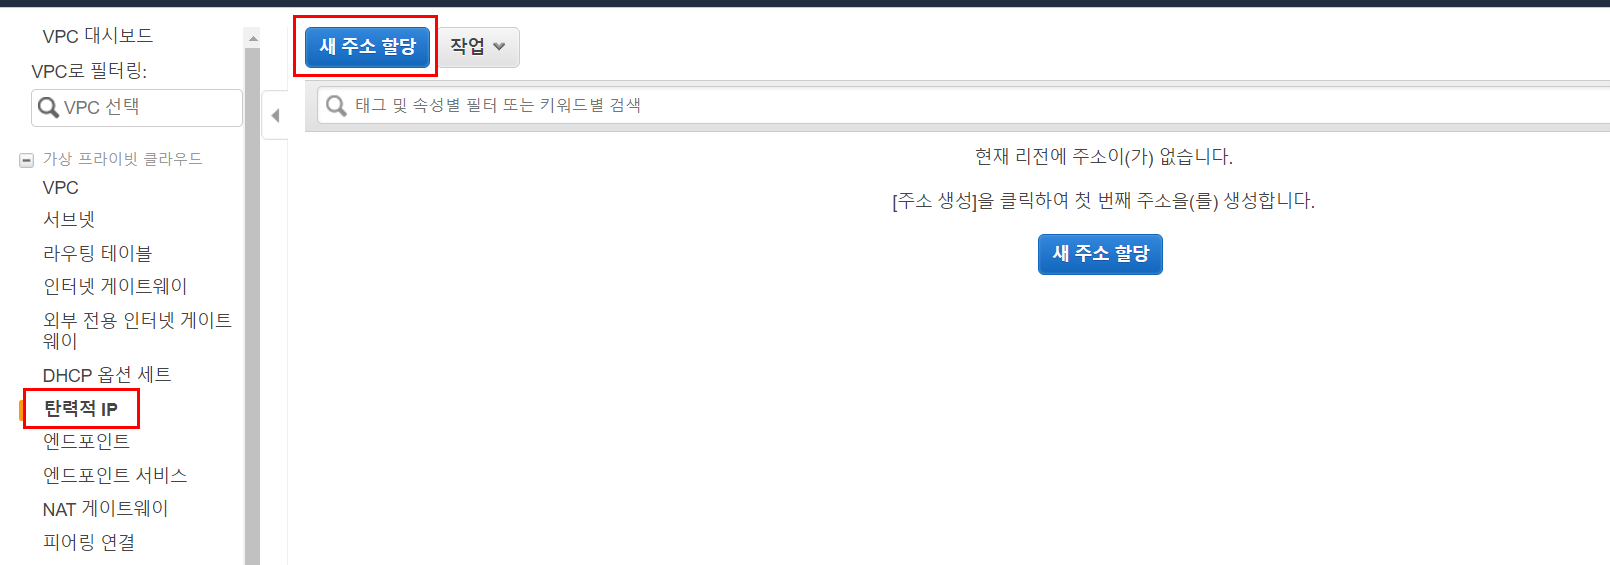 VPC 대시보드
VPC로 필터링:
VPC 선택
가상 프라이빗 클라우드
VPC
서브넷
라우팅 테이블
인터넷 게이트웨이
외부 전용 인터넷 게이트
웨이
DHCP 옵션 세트
탄력적 IP
엔드포인트
엔드포인트 서비스
NAT 게이트웨이
피어링 연결
새 주소 할당
작업
태그 및 속성별 필터 또는 키워드별 검색
현재 리전에 주소이(가) 없습니다.
[주소 생성]을 클릭하여 첫 번째 주소을(를) 생성합니다.
새 주소 할당